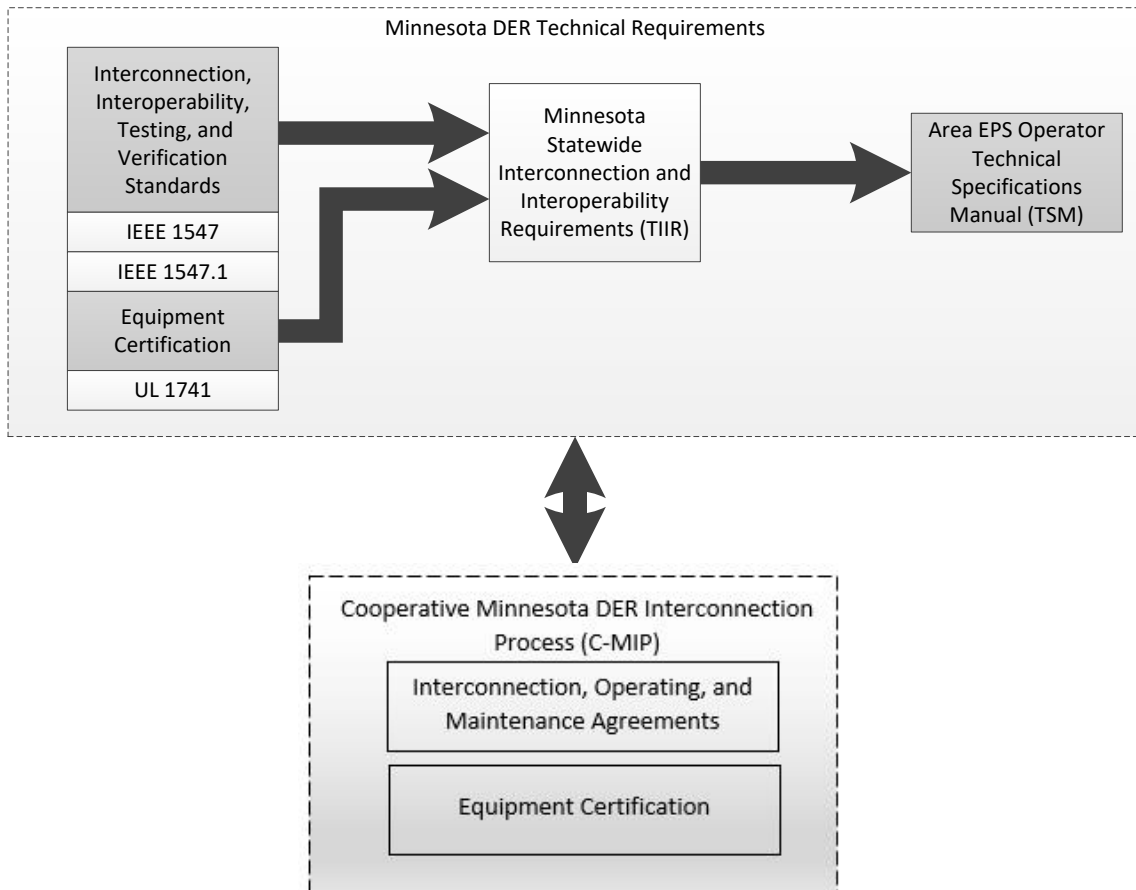 Minnesota DER Technical Requirements
Interconnection,
Interoperability,
Testing, and
Verification
Standards
IEEE 1547
IEEE 1547.1
Equipment
Certification
UL 1741
Minnesota
Statewide
Interconnection and
Interoperability
Requirements (TIIR)
Area EPS Operator
Technical
Specifications
Manual (TSM)
Cooperative Minnesota DER Interconnection
Process (C-MIP)
Interconnection, Operating, and
Maintenance Agreements
Equipment Certification